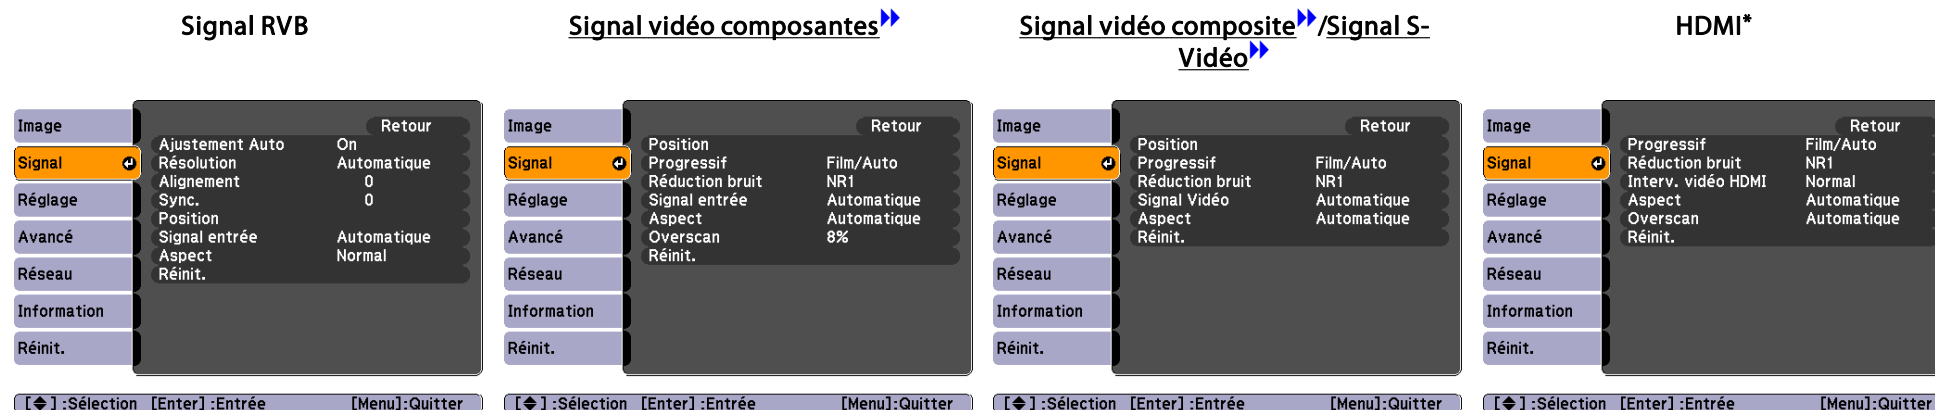 Signal RVB
Signal vidéo composantes
Signal vidéo composite/Signal S-
Vidéo
HDMI*
Image
Signal
Réglage
Avancé
Réseau
Information
Réinit.
Retour
Ajustement Auto On
Résolution Automatique
Alignement 0
Sync. 0
Position
Signal entrée Automatique
Aspect Normal
Réinit.
[◆] :Sélection [Enter] :Entrée [Menu]:Quitter
Image
Signal
Réglage
Avancé
Réseau
Information
Réinit.
Retour
Position
Progressif Film/Auto
Réduction bruit NR1
Signal entrée Automatique
Aspect Automatique
Overscan 8%
Réinit.
[◆] :Sélection [Enter] :Entrée [Menu]:Quitter
Image
Signal
Réglage
Avancé
Réseau
Information
Réinit.
Retour
Position
Progressif Film/Auto
Réduction bruit NR1
Signal Vidéo Automatique
Aspect Automatique
Réinit.
[◆] :Sélection [Enter] :Entrée [Menu]:Quitter
Image
Signal
Réglage
Avancé
Réseau
Information
Réinit.
Retour
Progressif Film/Auto
Réduction bruit NR1
Interv. vidéo HDMI Normal
Aspect Automatique
Overscan Automatique
Réinit.
[◆] :Sélection [Enter] :Entrée [Menu]:Quitter